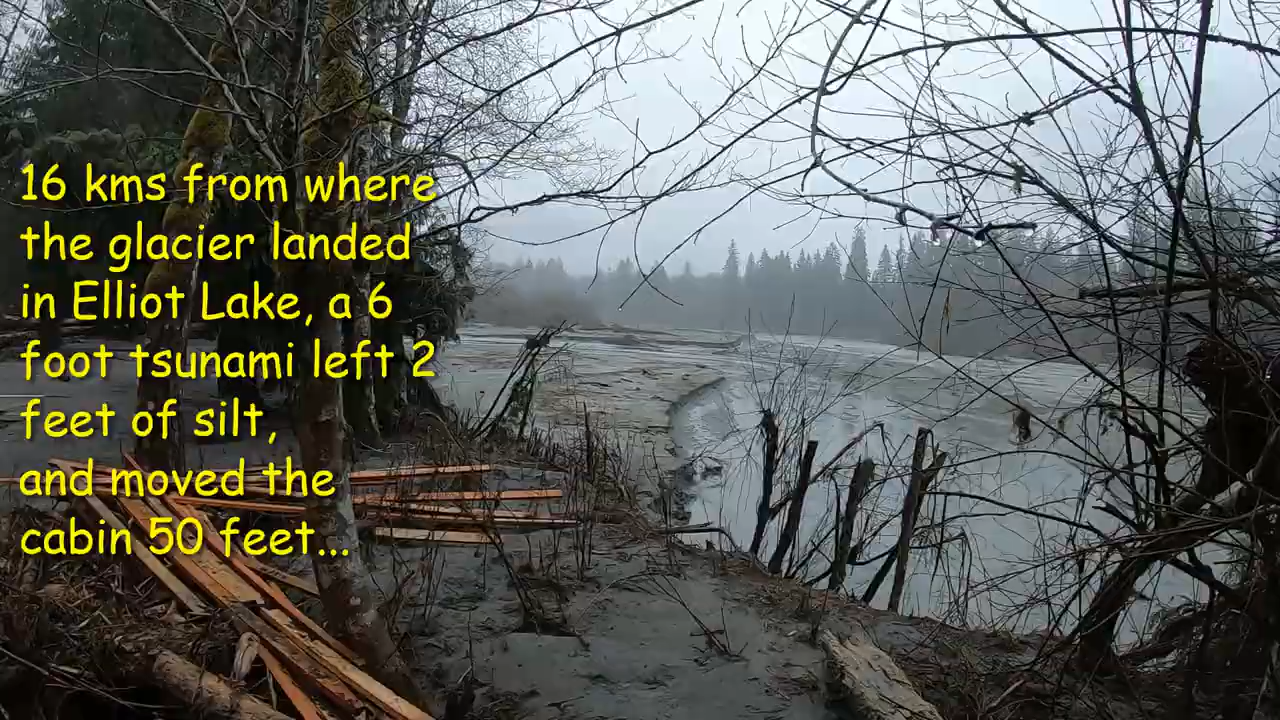 16 kms from where
the glacier landed
in Elliot Lake, a 6
foot tsunami left 2
feet of silt,
and moved the
cabin 50 feet...